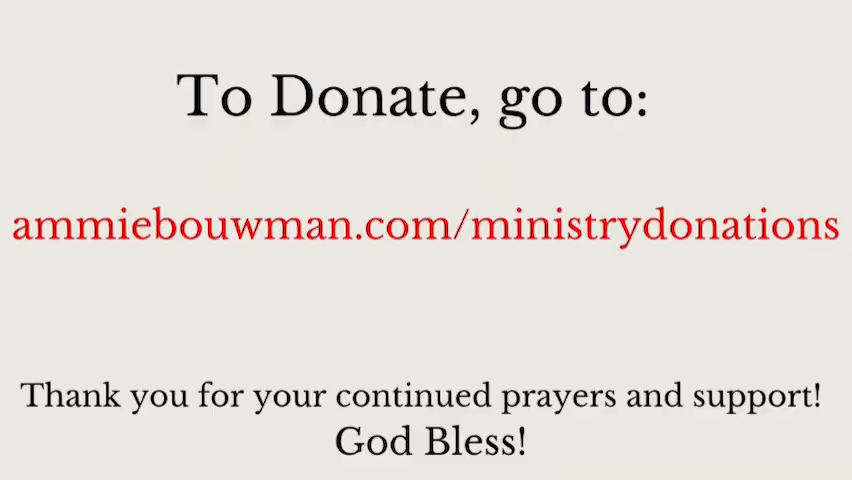 To Donate, go to:
ammiebouwman.com/ministrydonations
Thank you for your continued prayers and support!
God Bless!